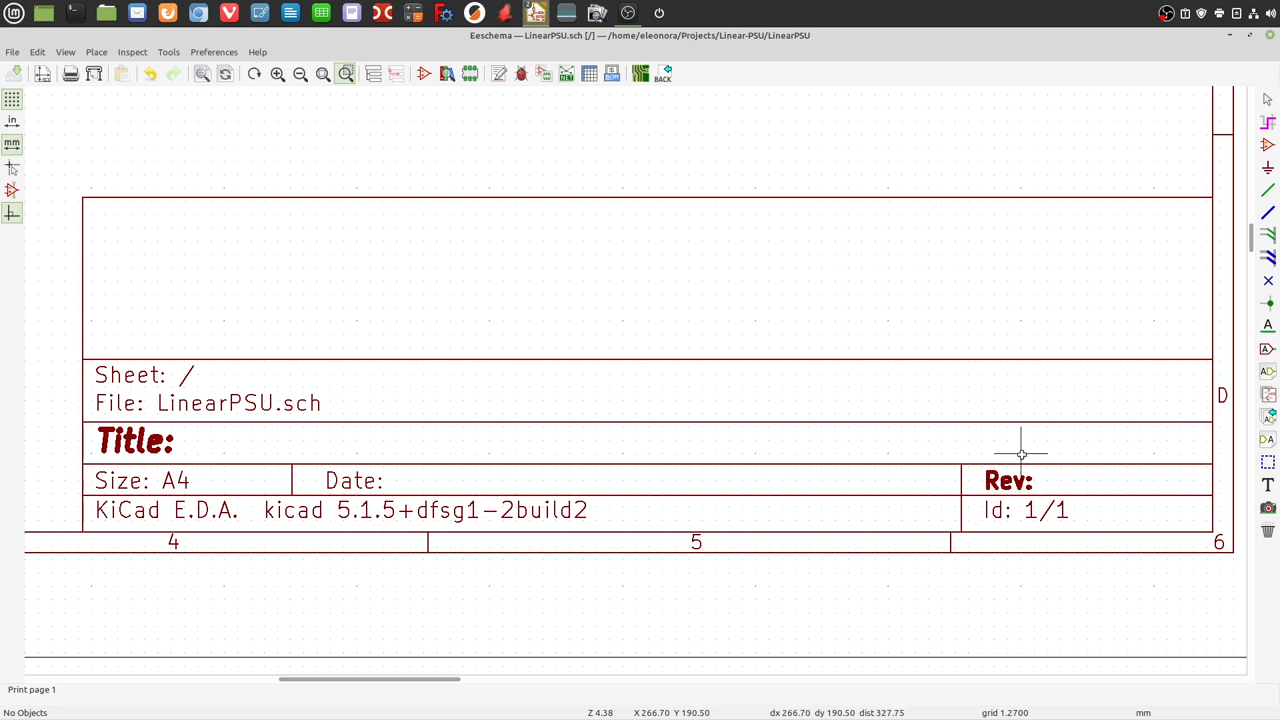 Eeschema — LinearPSU.sch [/] — /home/eleonora/Projects/Linear-PSU/LinearPSU
File Edit View Place Inspect Tools Preferences Help
BACK
in
mm
Sheet: /
File: LinearPSU.sch
D
Title:
Size: A4 Date: Rev:
KiCad E.D.A. kicad 5.1.5+dfsg1-2build2 Id: 1/1
4 5 6
Print page 1
No Objects Z 4.38 X 266.70 Y 190.50 dx 266.70 dy 190.50 dist 327.75 grid 1.2700 mm